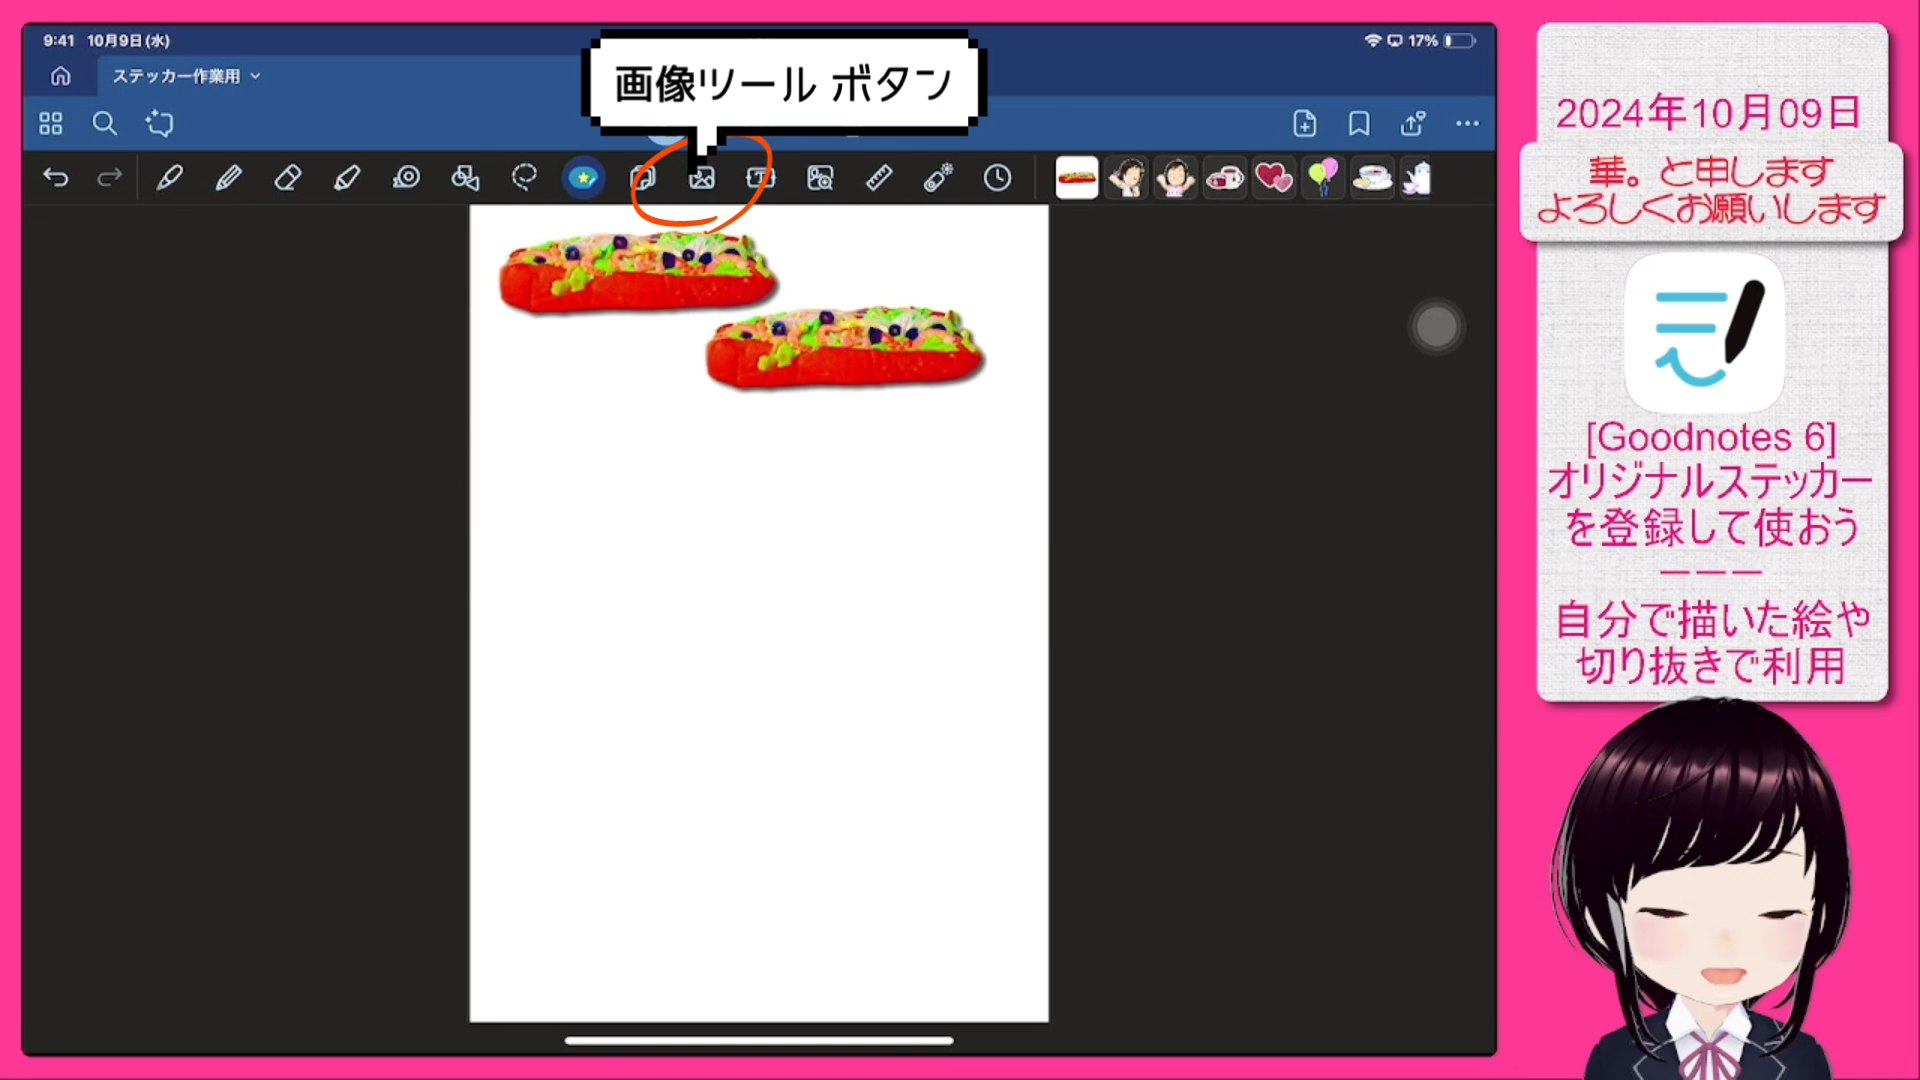 9:41 10月9日(水)
17%
ステッカー作業用
画像ツール ボタン
2024年10月09日
華。と申します
よろしくお願いします
[Goodnotes 6]
オリジナルステッカー
を登録して使おう
ーーー
自分で描いた絵や
切り抜きで利用